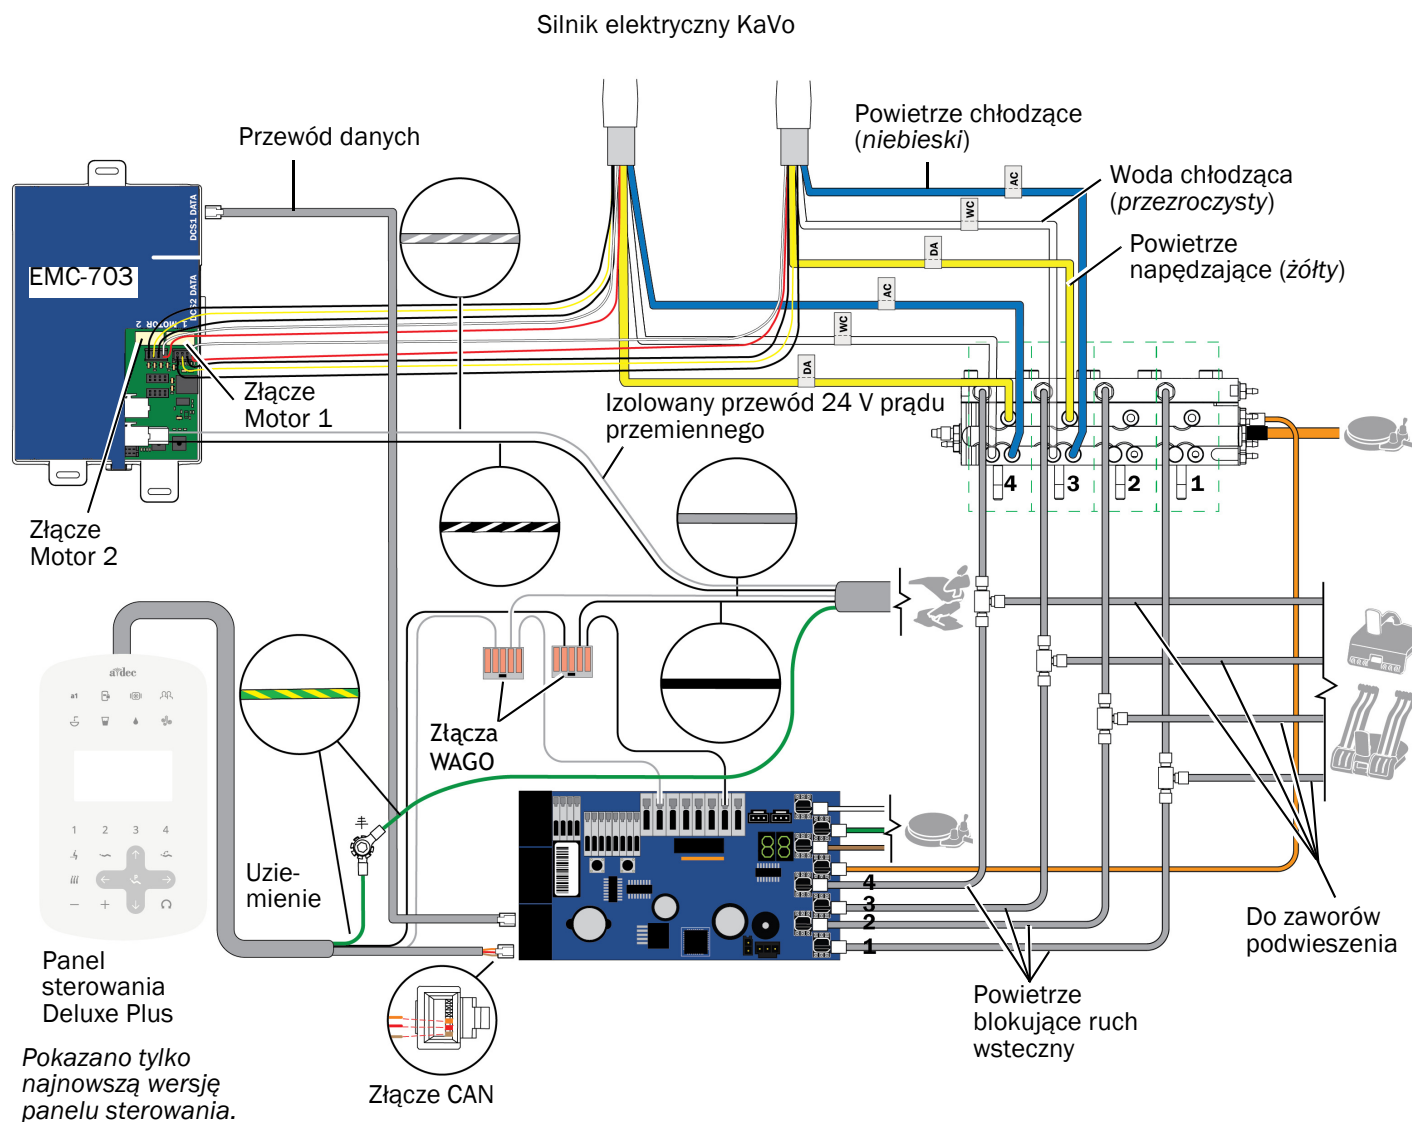 Silnik elektryczny KaVo
Przewód danych
Powietrze chłodzące
(niebieski)
Woda chłodząca
(przezroczysty)
Powietrze
napędzające (żółty)
AC
WC
DA
AC
WC
DA
DCS1 DATA
DCS2 DATA
EMC-703
1 MOTOR 2
Złącze
Motor 1
Izolowany przewód 24 V prądu
przemiennego
4 3 2 1
Złącze
Motor 2
a dec
a1
Złącza
WAGO
1 2 3 4
Uzie-
mienie
88
4
3
2
1
Do zaworów
podwieszenia
Panel
sterowania
Deluxe Plus
Powietrze
blokujące ruch
wsteczny
Pokazano tylko
najnowszą wersję
panelu sterowania.
Złącze CAN